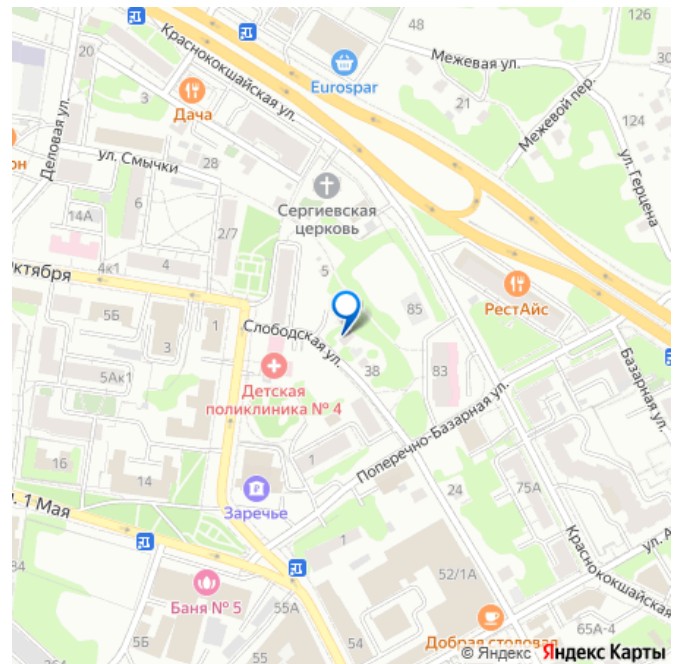 48
126
20
Краснококшайская ул.
Межевая ул.
30
Eurospar
Дача
3
21
Межевой пер.
124
Деловая ул.
он
ул. Смычки
28
ул. Герцена
Сергиевская
церковь
6
14А
2/7
5
4к1
4
ктября
85
РестАйс
5Б
1
3
Слободская ул.
38
83
Базарная ул.
5Ак1
Детская
поликлиника № 4
Поперечно-Базарная ул.
16
14
1
24
75А
Заречье
. 1 Мая
1
Краснококшайская
ул. А
52/1А
Баня № 5
55А
5Б
54
65А-4
Добрая столовая
© Яндекс Яндекс Карты